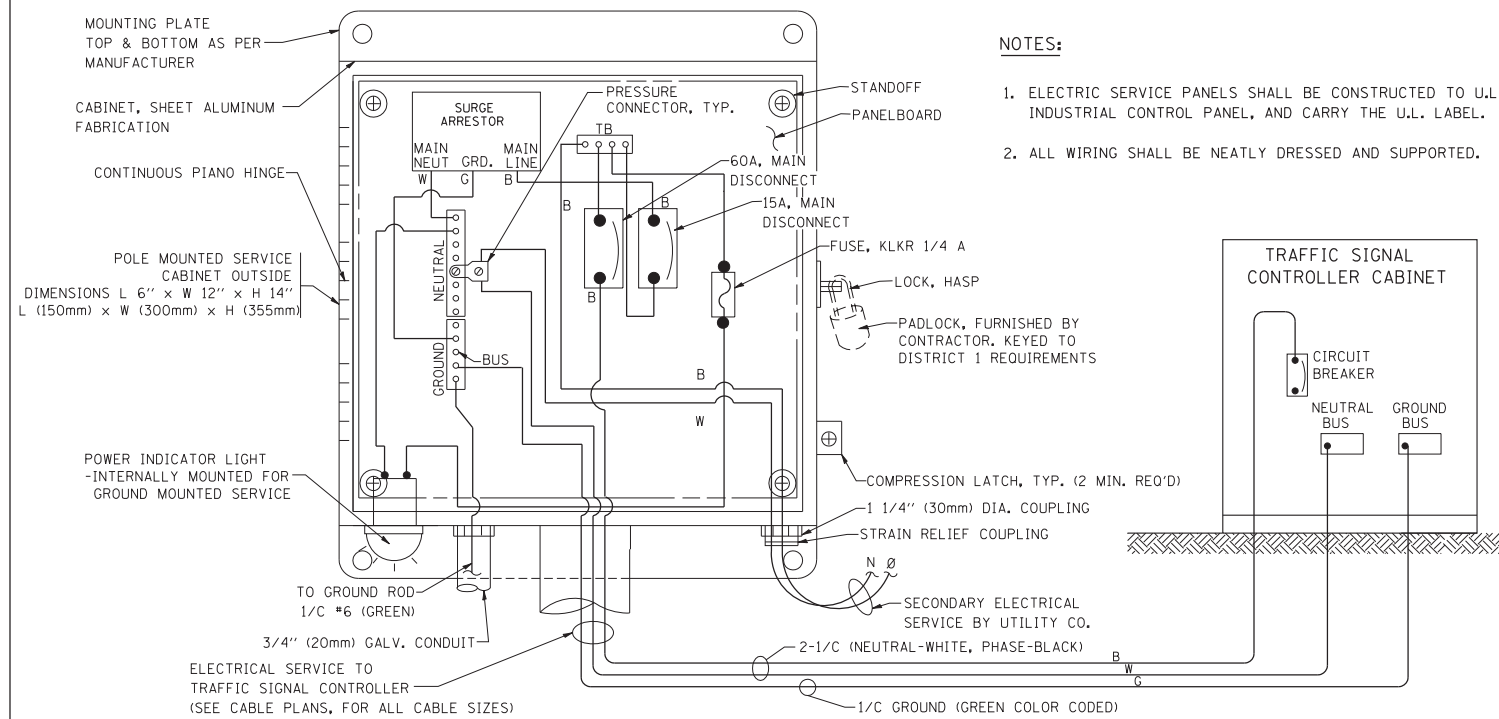 MOUNTING PLATE
TOP & BOTTOM AS PER
MANUFACTURER
CABINET, SHEET ALUMINUM
FABRICATION
CONTINUOUS PIANO HINGE
POLE MOUNTED SERVICE
CABINET OUTSIDE
DIMENSIONS L 6'' x W 12'' x H 14''
L (150mm) x W (300mm) x H (355mm)
POWER INDICATOR LIGHT
-INTERNALLY MOUNTED FOR
GROUND MOUNTED SERVICE
SURGE
ARRESTOR
MAIN
NEUT
GRD.
MAIN
LINE
W
G
B
PRESSURE
CONNECTOR, TYP.
TB
STANDOFF
PANELBOARD
60A, MAIN
DISCONNECT
15A, MAIN
DISCONNECT
B
B
B
NEUTRAL
GROUND
BUS
FUSE, KLKR 1/4 A
LOCK, HASP
PADLOCK, FURNISHED BY
CONTRACTOR. KEYED TO
DISTRICT 1 REQUIREMENTS
B
W
COMPRESSION LATCH, TYP. (2 MIN. REQ'D)
1 1/4'' (30mm) DIA. COUPLING
STRAIN RELIEF COUPLING
N Ø
SECONDARY ELECTRICAL
SERVICE BY UTILITY CO.
TO GROUND ROD
1/C #6 (GREEN)
3/4'' (20mm) GALV. CONDUIT
ELECTRICAL SERVICE TO
TRAFFIC SIGNAL CONTROLLER
(SEE CABLE PLANS, FOR ALL CABLE SIZES)
2-1/C (NEUTRAL-WHITE, PHASE-BLACK)
B
W
G
1/C GROUND (GREEN COLOR CODED)
NOTES:
1. ELECTRIC SERVICE PANELS SHALL BE CONSTRUCTED TO U.L
INDUSTRIAL CONTROL PANEL, AND CARRY THE U.L. LABEL.
2. ALL WIRING SHALL BE NEATLY DRESSED AND SUPPORTED.
TRAFFIC SIGNAL
CONTROLLER CABINET
CIRCUIT
BREAKER
NEUTRAL
BUS
GROUND
BUS